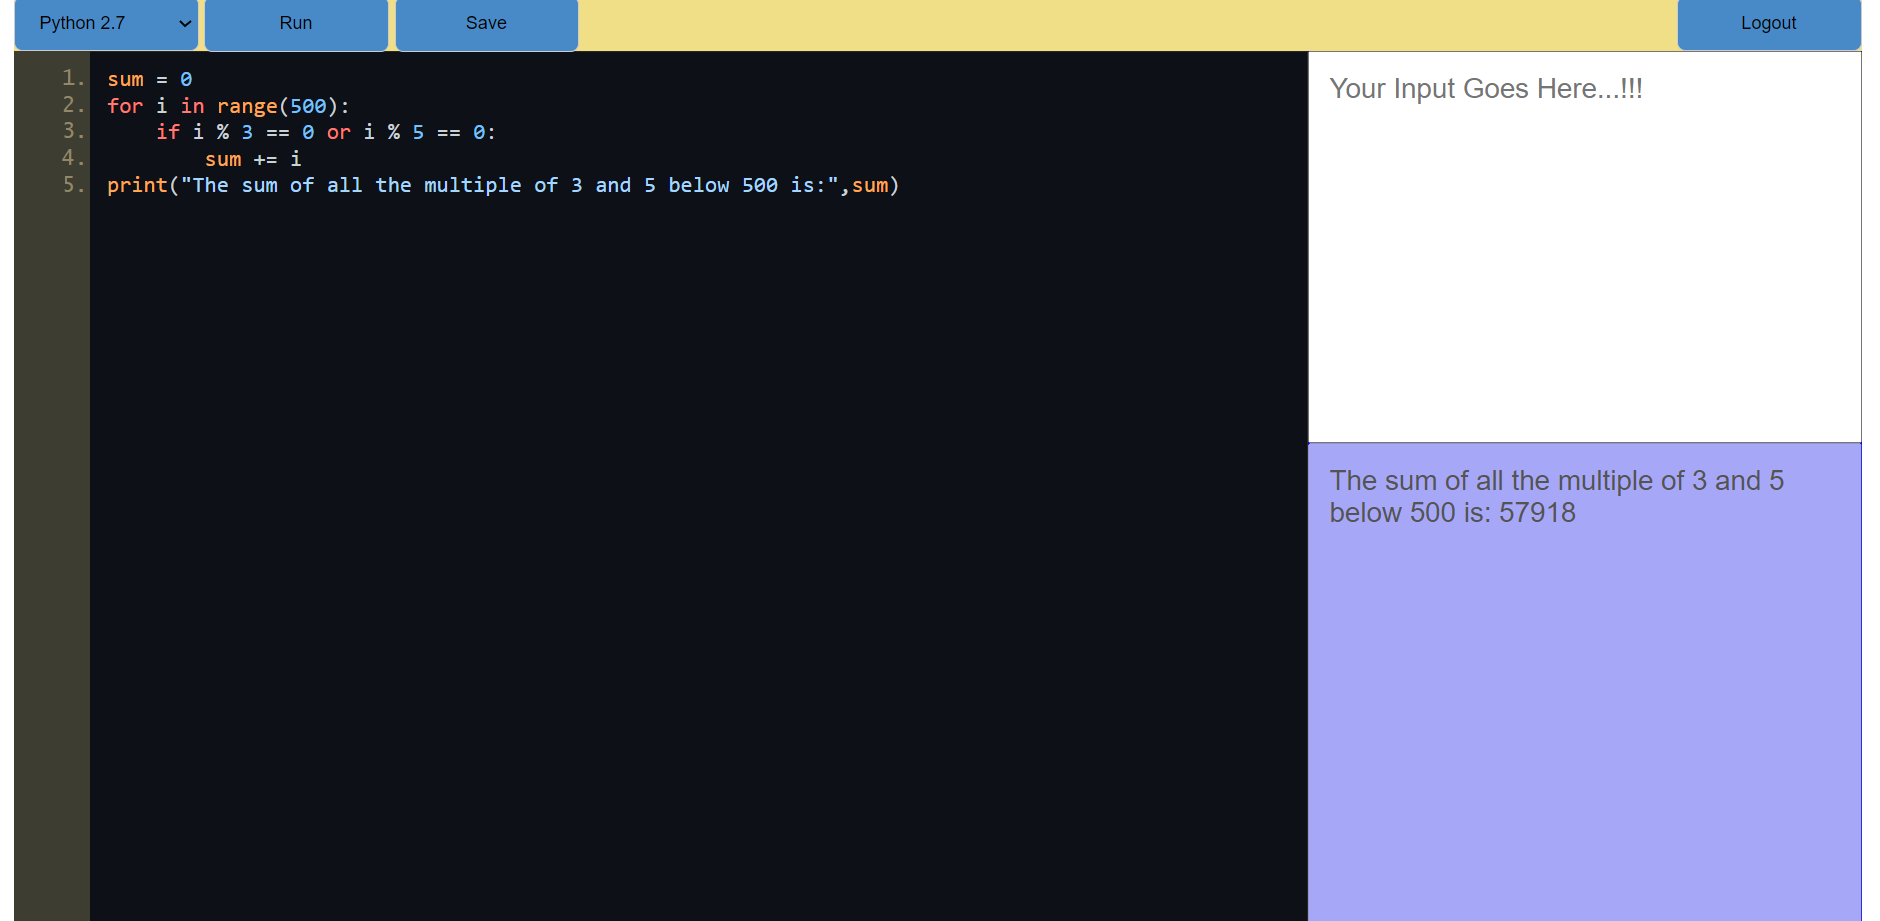 Python 2.7 Run Save Logout
1. sum = 0
2. for i in range(500):
3.     if i % 3 == 0 or i % 5 == 0:
4.         sum += i
5. print("The sum of all the multiple of 3 and 5 below 500 is:",sum)
Your Input Goes Here...!!!
The sum of all the multiple of 3 and 5
below 500 is: 57918